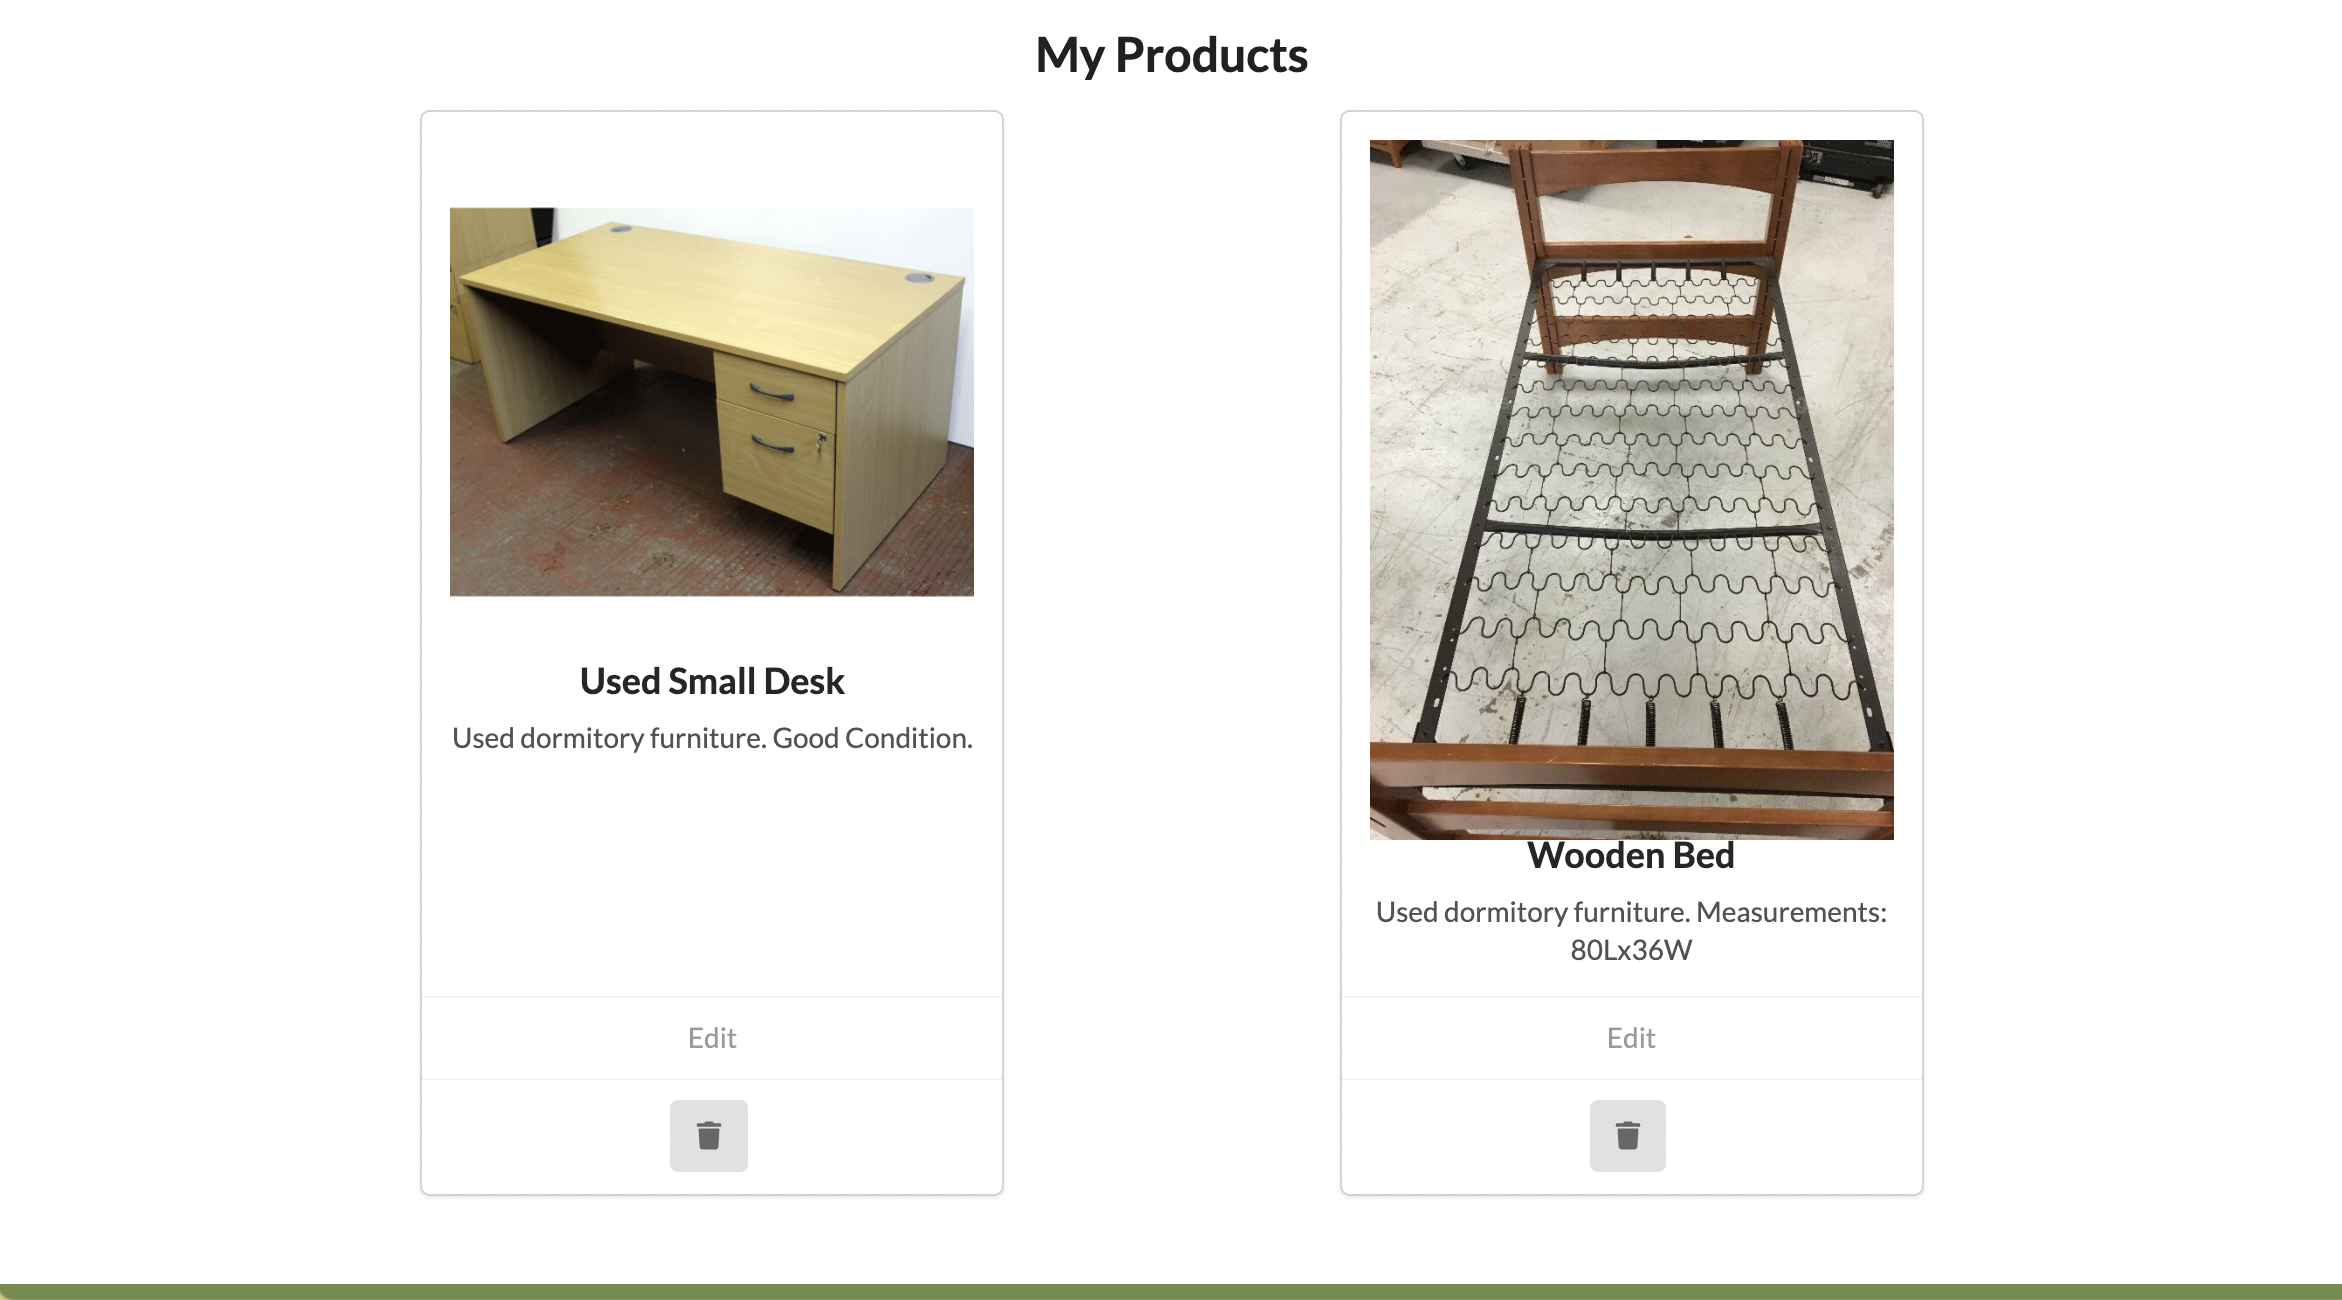 My Products
Used Small Desk
Used dormitory furniture. Good Condition.
Edit
Wooden Bed
Used dormitory furniture. Measurements:
80Lx36W
Edit